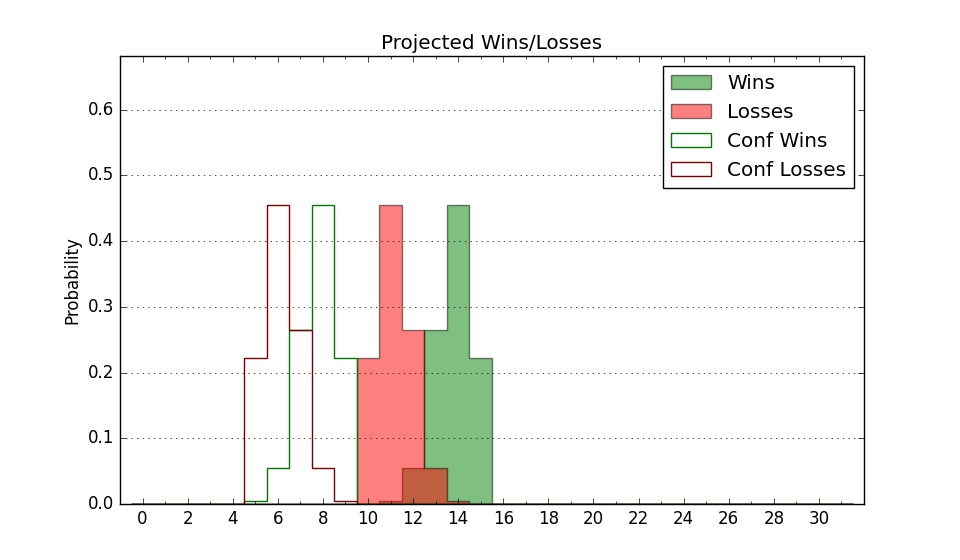 Projected Wins/Losses
Wins
Losses
Conf Wins
Conf Losses
Probability
0.6
0.5
0.4
0.3
0.2
0.1
0.0
0 2 4 6 8 10 12 14 16 18 20 22 24 26 28 30